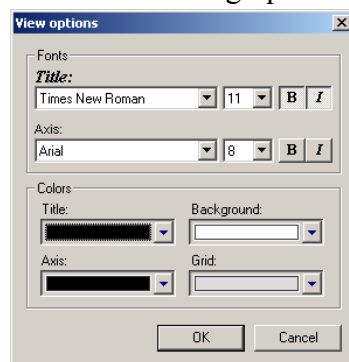 View options
Fonts
Title:
Times New Roman 11 B I
Axis:
Arial 8 B I
Colors
Title: Background:
Axis: Grid:
OK Cancel